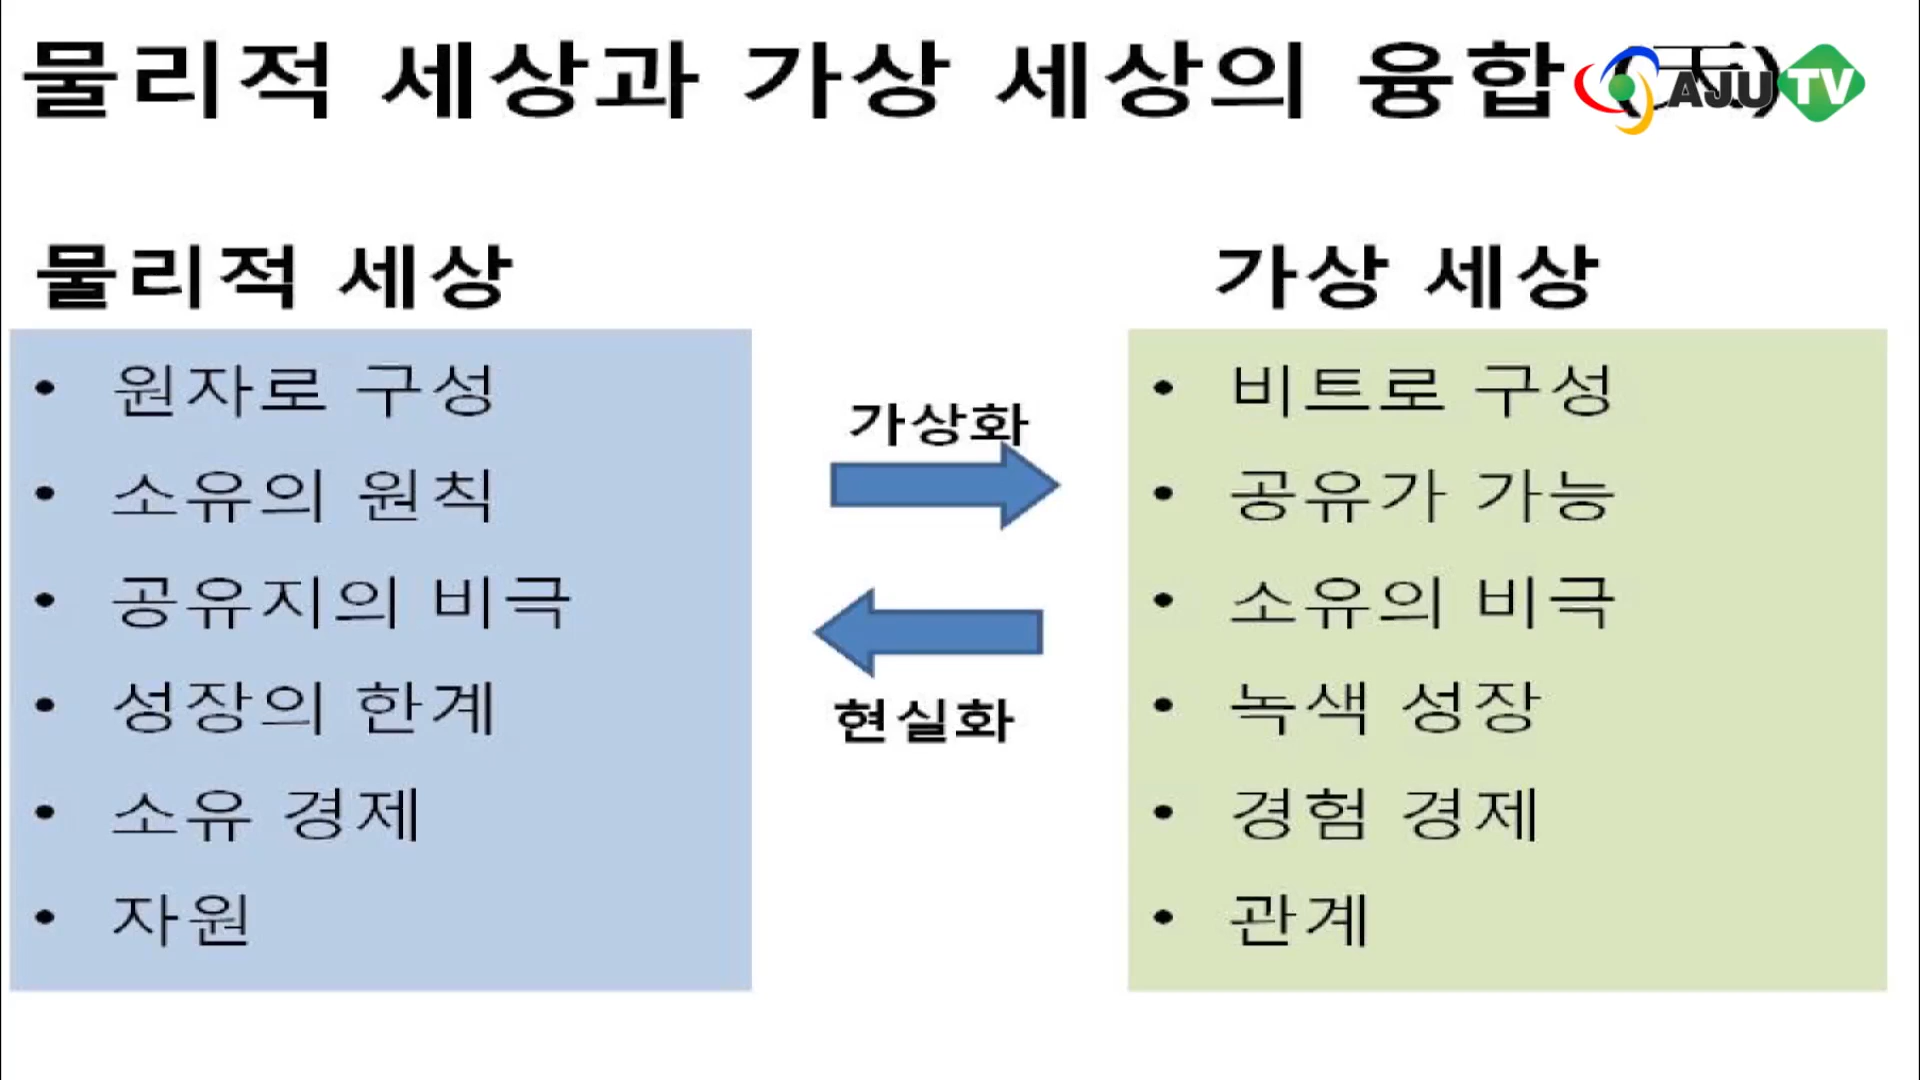 물리적 세상과 가상 세상의 융합
AJU TV
물리적 세상
• 원자로 구성
• 소유의 원칙
• 공유지의 비극
• 성장의 한계
• 소유 경제
• 자원
가상화
현실화
가상 세상
• 비트로 구성
• 공유가 가능
• 소유의 비극
• 녹색 성장
• 경험 경제
• 관계